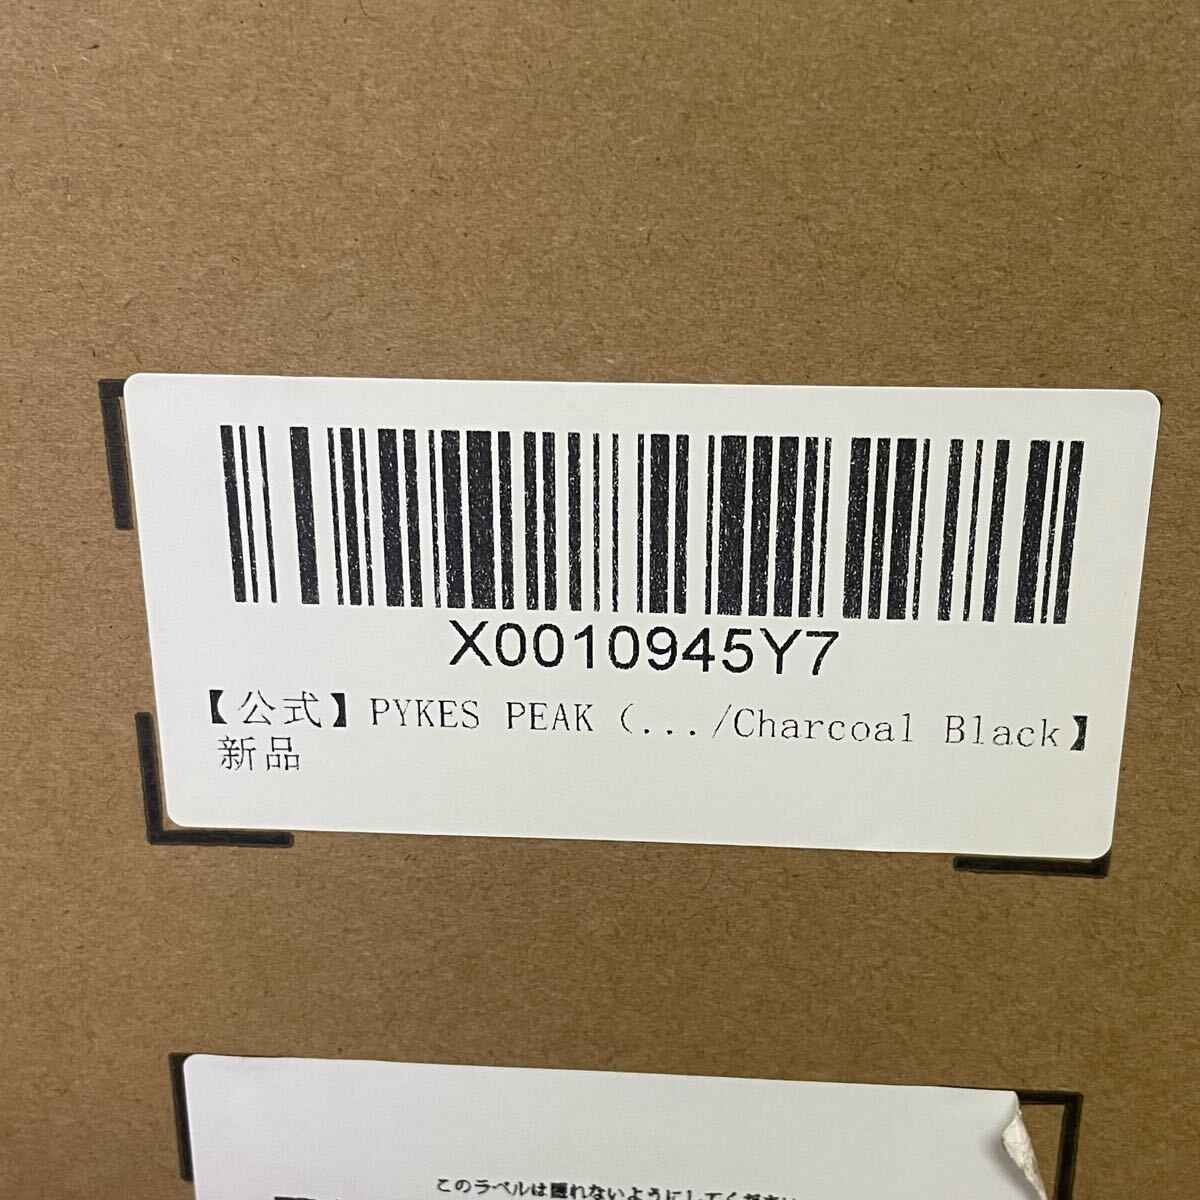 X0010945Y7
【公式】PYKES PEAK (.../Charcoal Black】
新品
このラベルは隠れないようにしてください